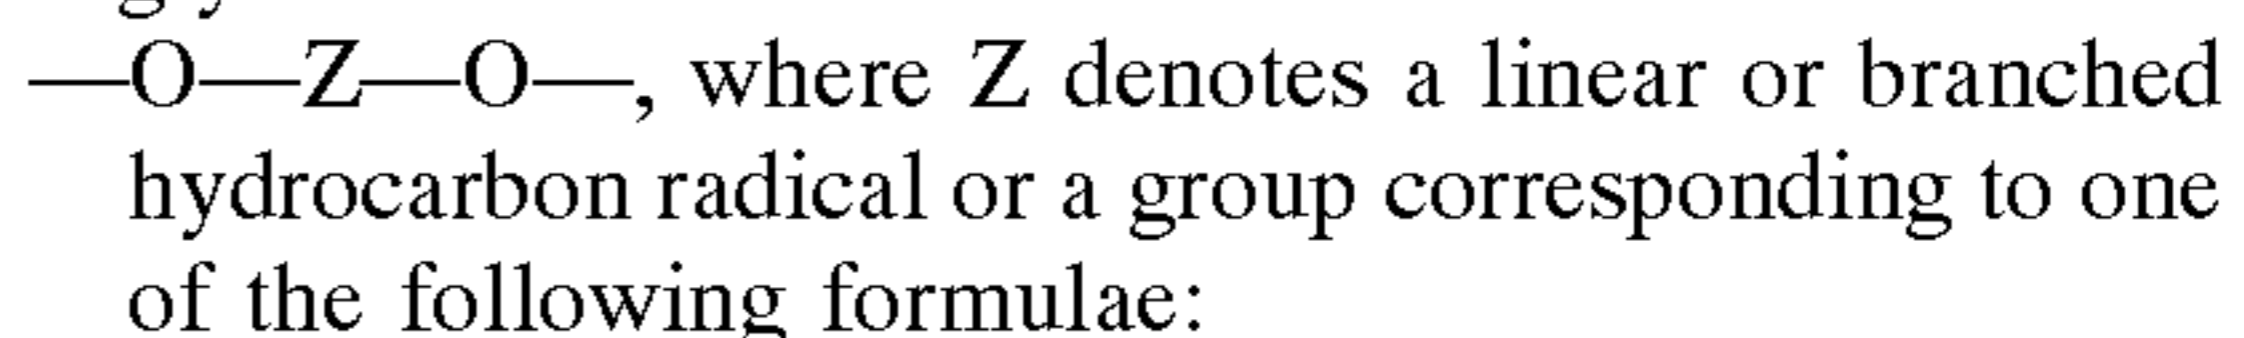 —O—Z—O—, where Z denotes a linear or branched
hydrocarbon radical or a group corresponding to one
of the following formulae: